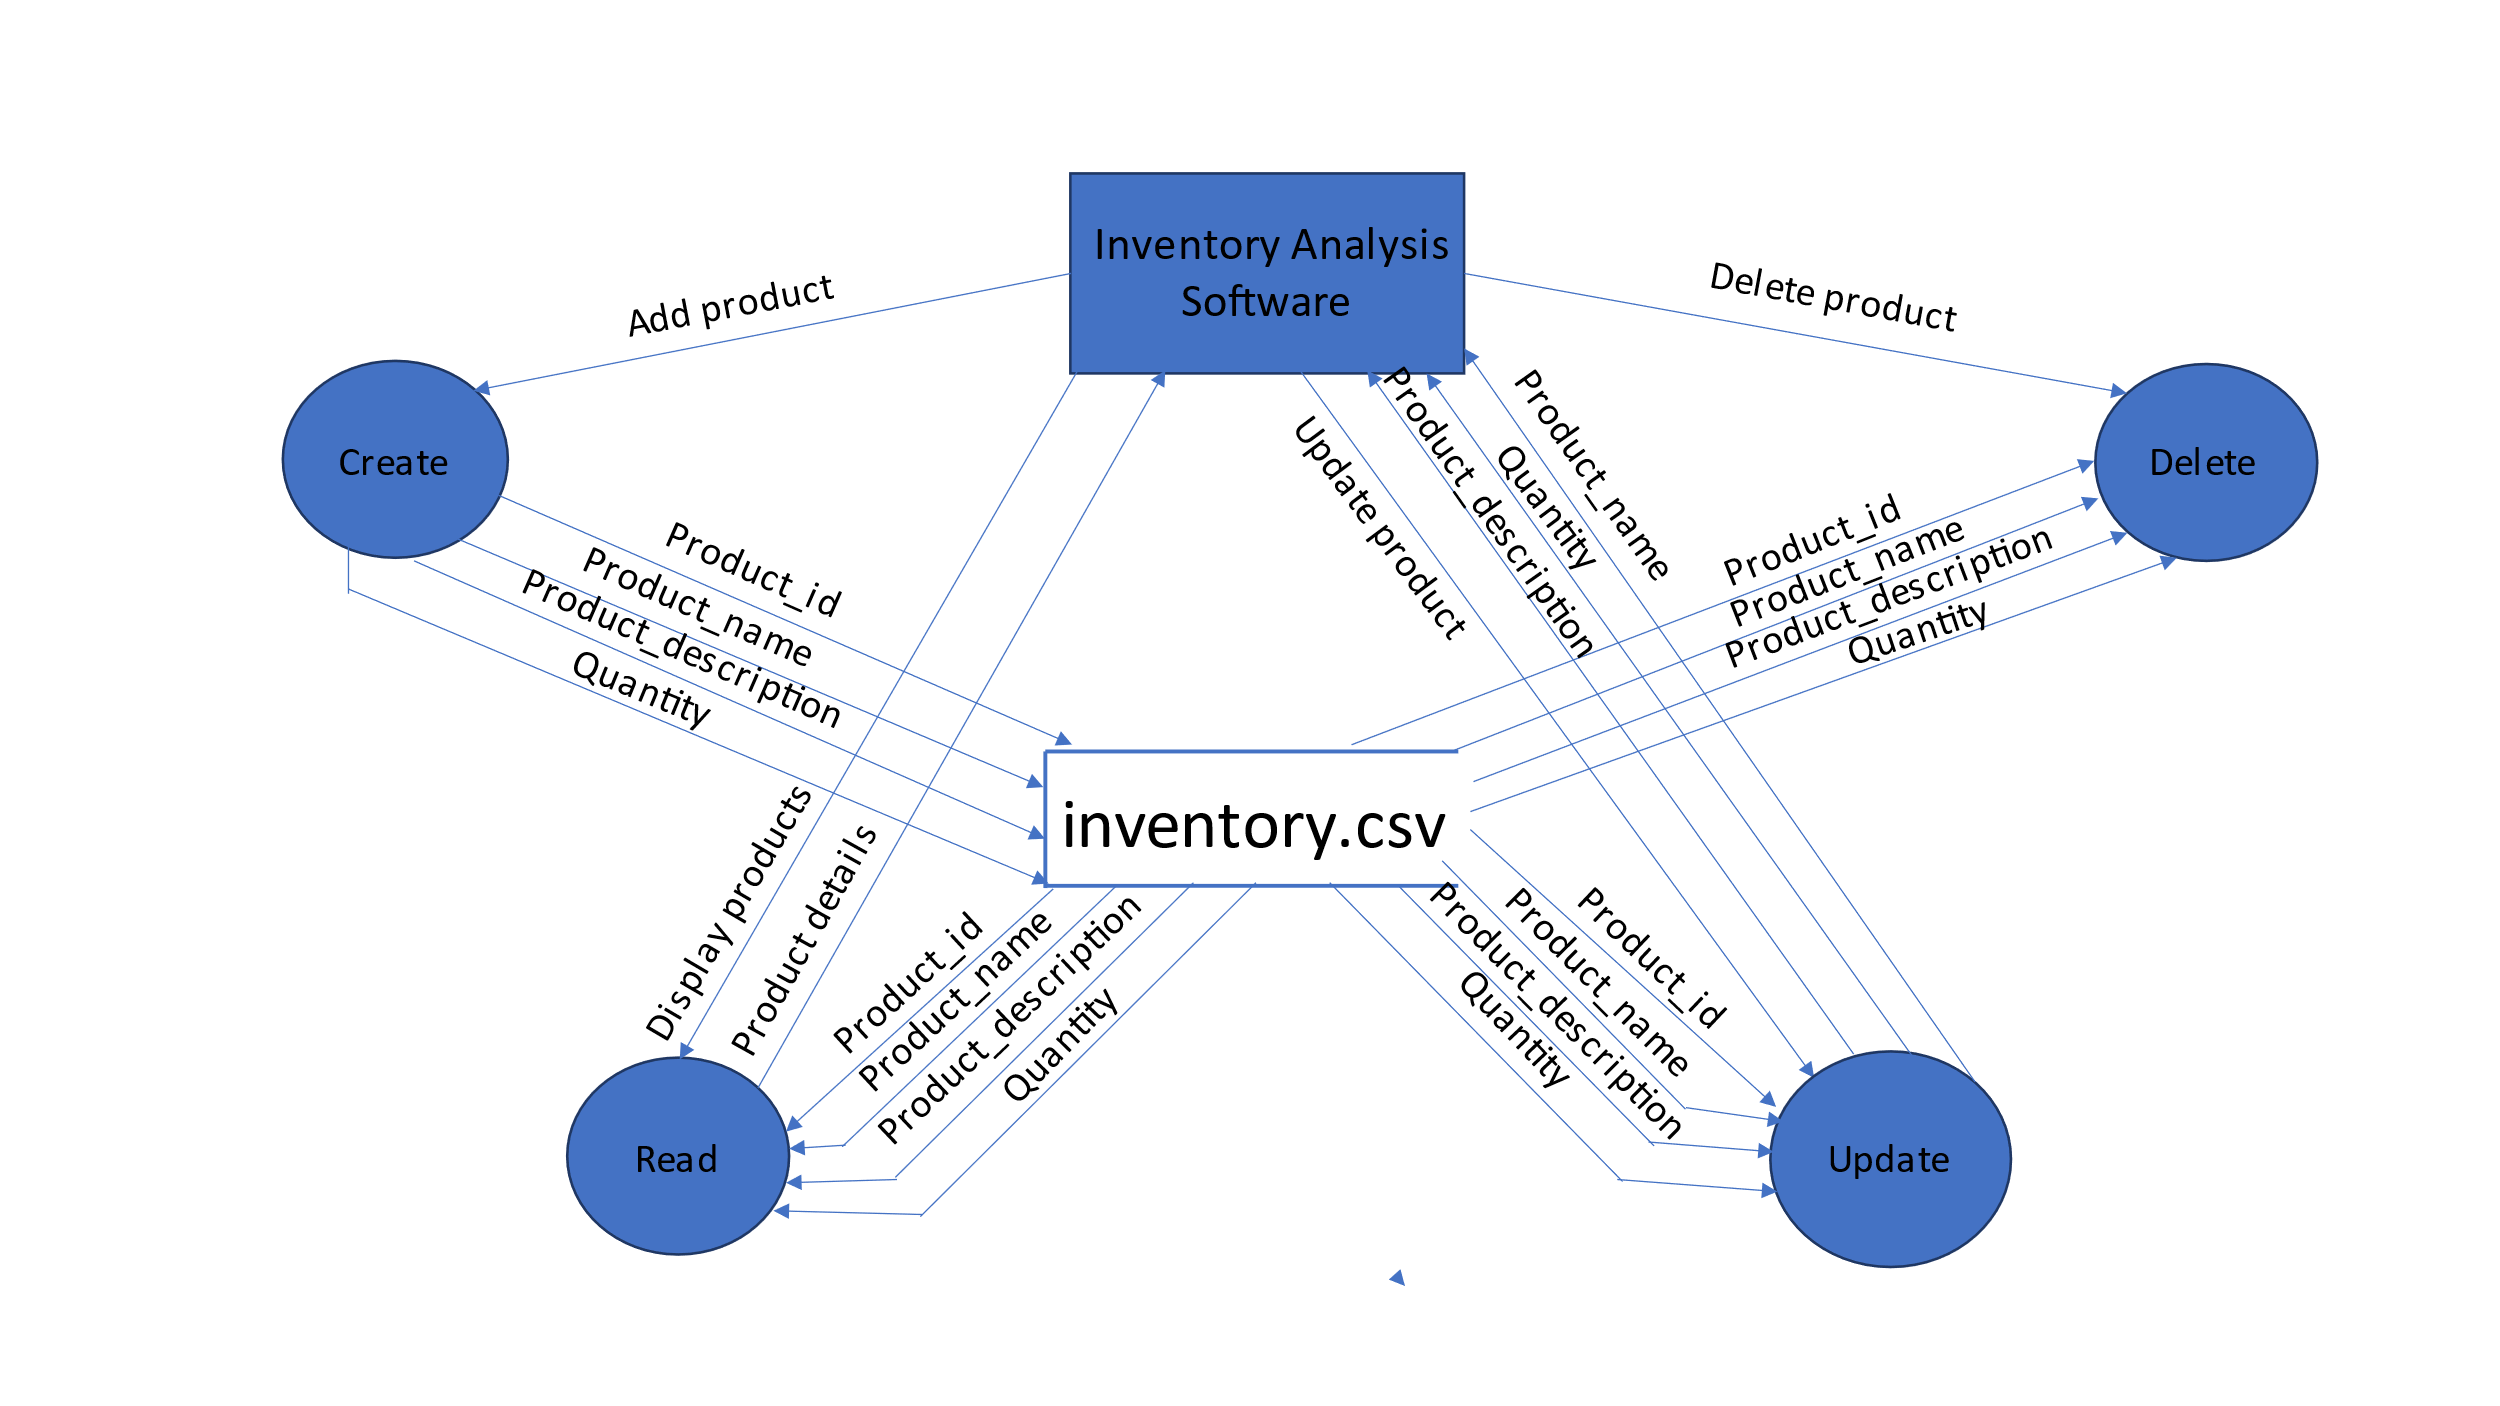 Inventory Analysis
Software
Add product
Delete product
Create
Delete
Product_id
Product_name
Product_description
Quantity
Update product
Product_description
Quantity
Product_name
Product_id
Product_name
Product_description
Quantity
inventory.csv
Display products
Product details
Product_id
Product_name
Product_description
Quantity
Product_id
Product_name
Product_description
Quantity
Read
Update